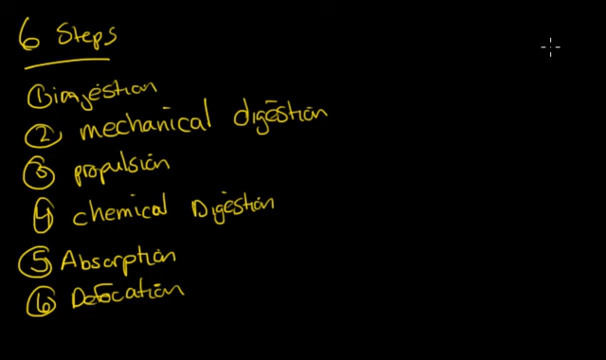 6 Steps
① ingestion
② mechanical digestion
③ propulsion
④ chemical Digestion
⑤ Absorption
⑥ Defecation